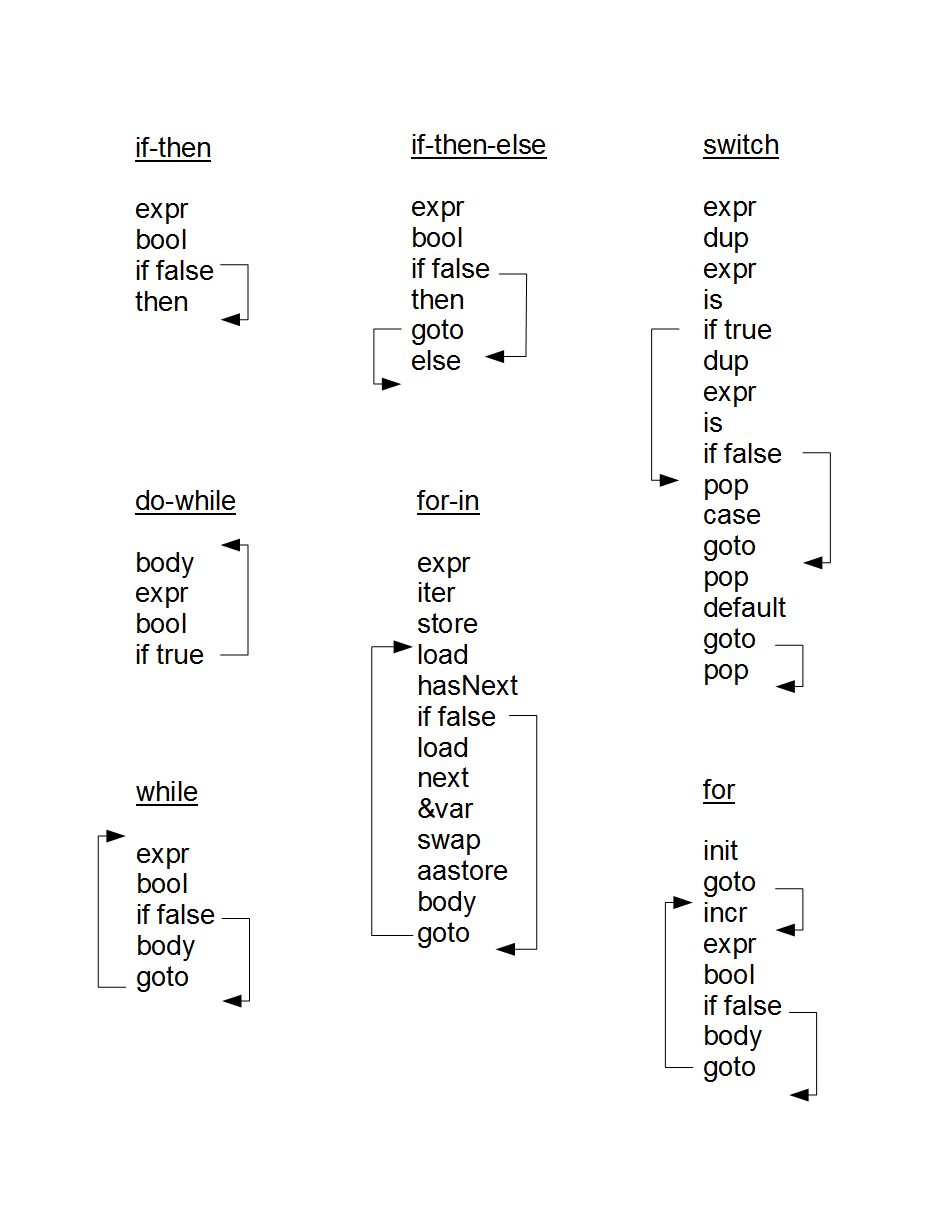 if-then
expr
bool
if false
then
if-then-else
expr
bool
if false
then
goto
else
switch
expr
dup
expr
is
if true
dup
expr
is
if false
pop
case
goto
pop
default
goto
pop
do-while
body
expr
bool
if true
for-in
expr
iter
store
load
hasNext
if false
load
next
&var
swap
aastore
body
goto
while
expr
bool
if false
body
goto
for
init
goto
incr
expr
bool
if false
body
goto